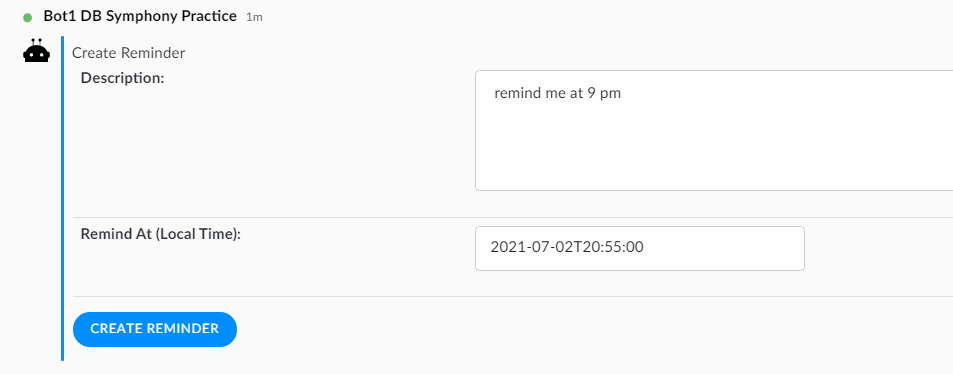 Bot1 DB Symphony Practice 1m
Create Reminder
Description:
remind me at 9 pm
Remind At (Local Time):
2021-07-02T20:55:00
CREATE REMINDER